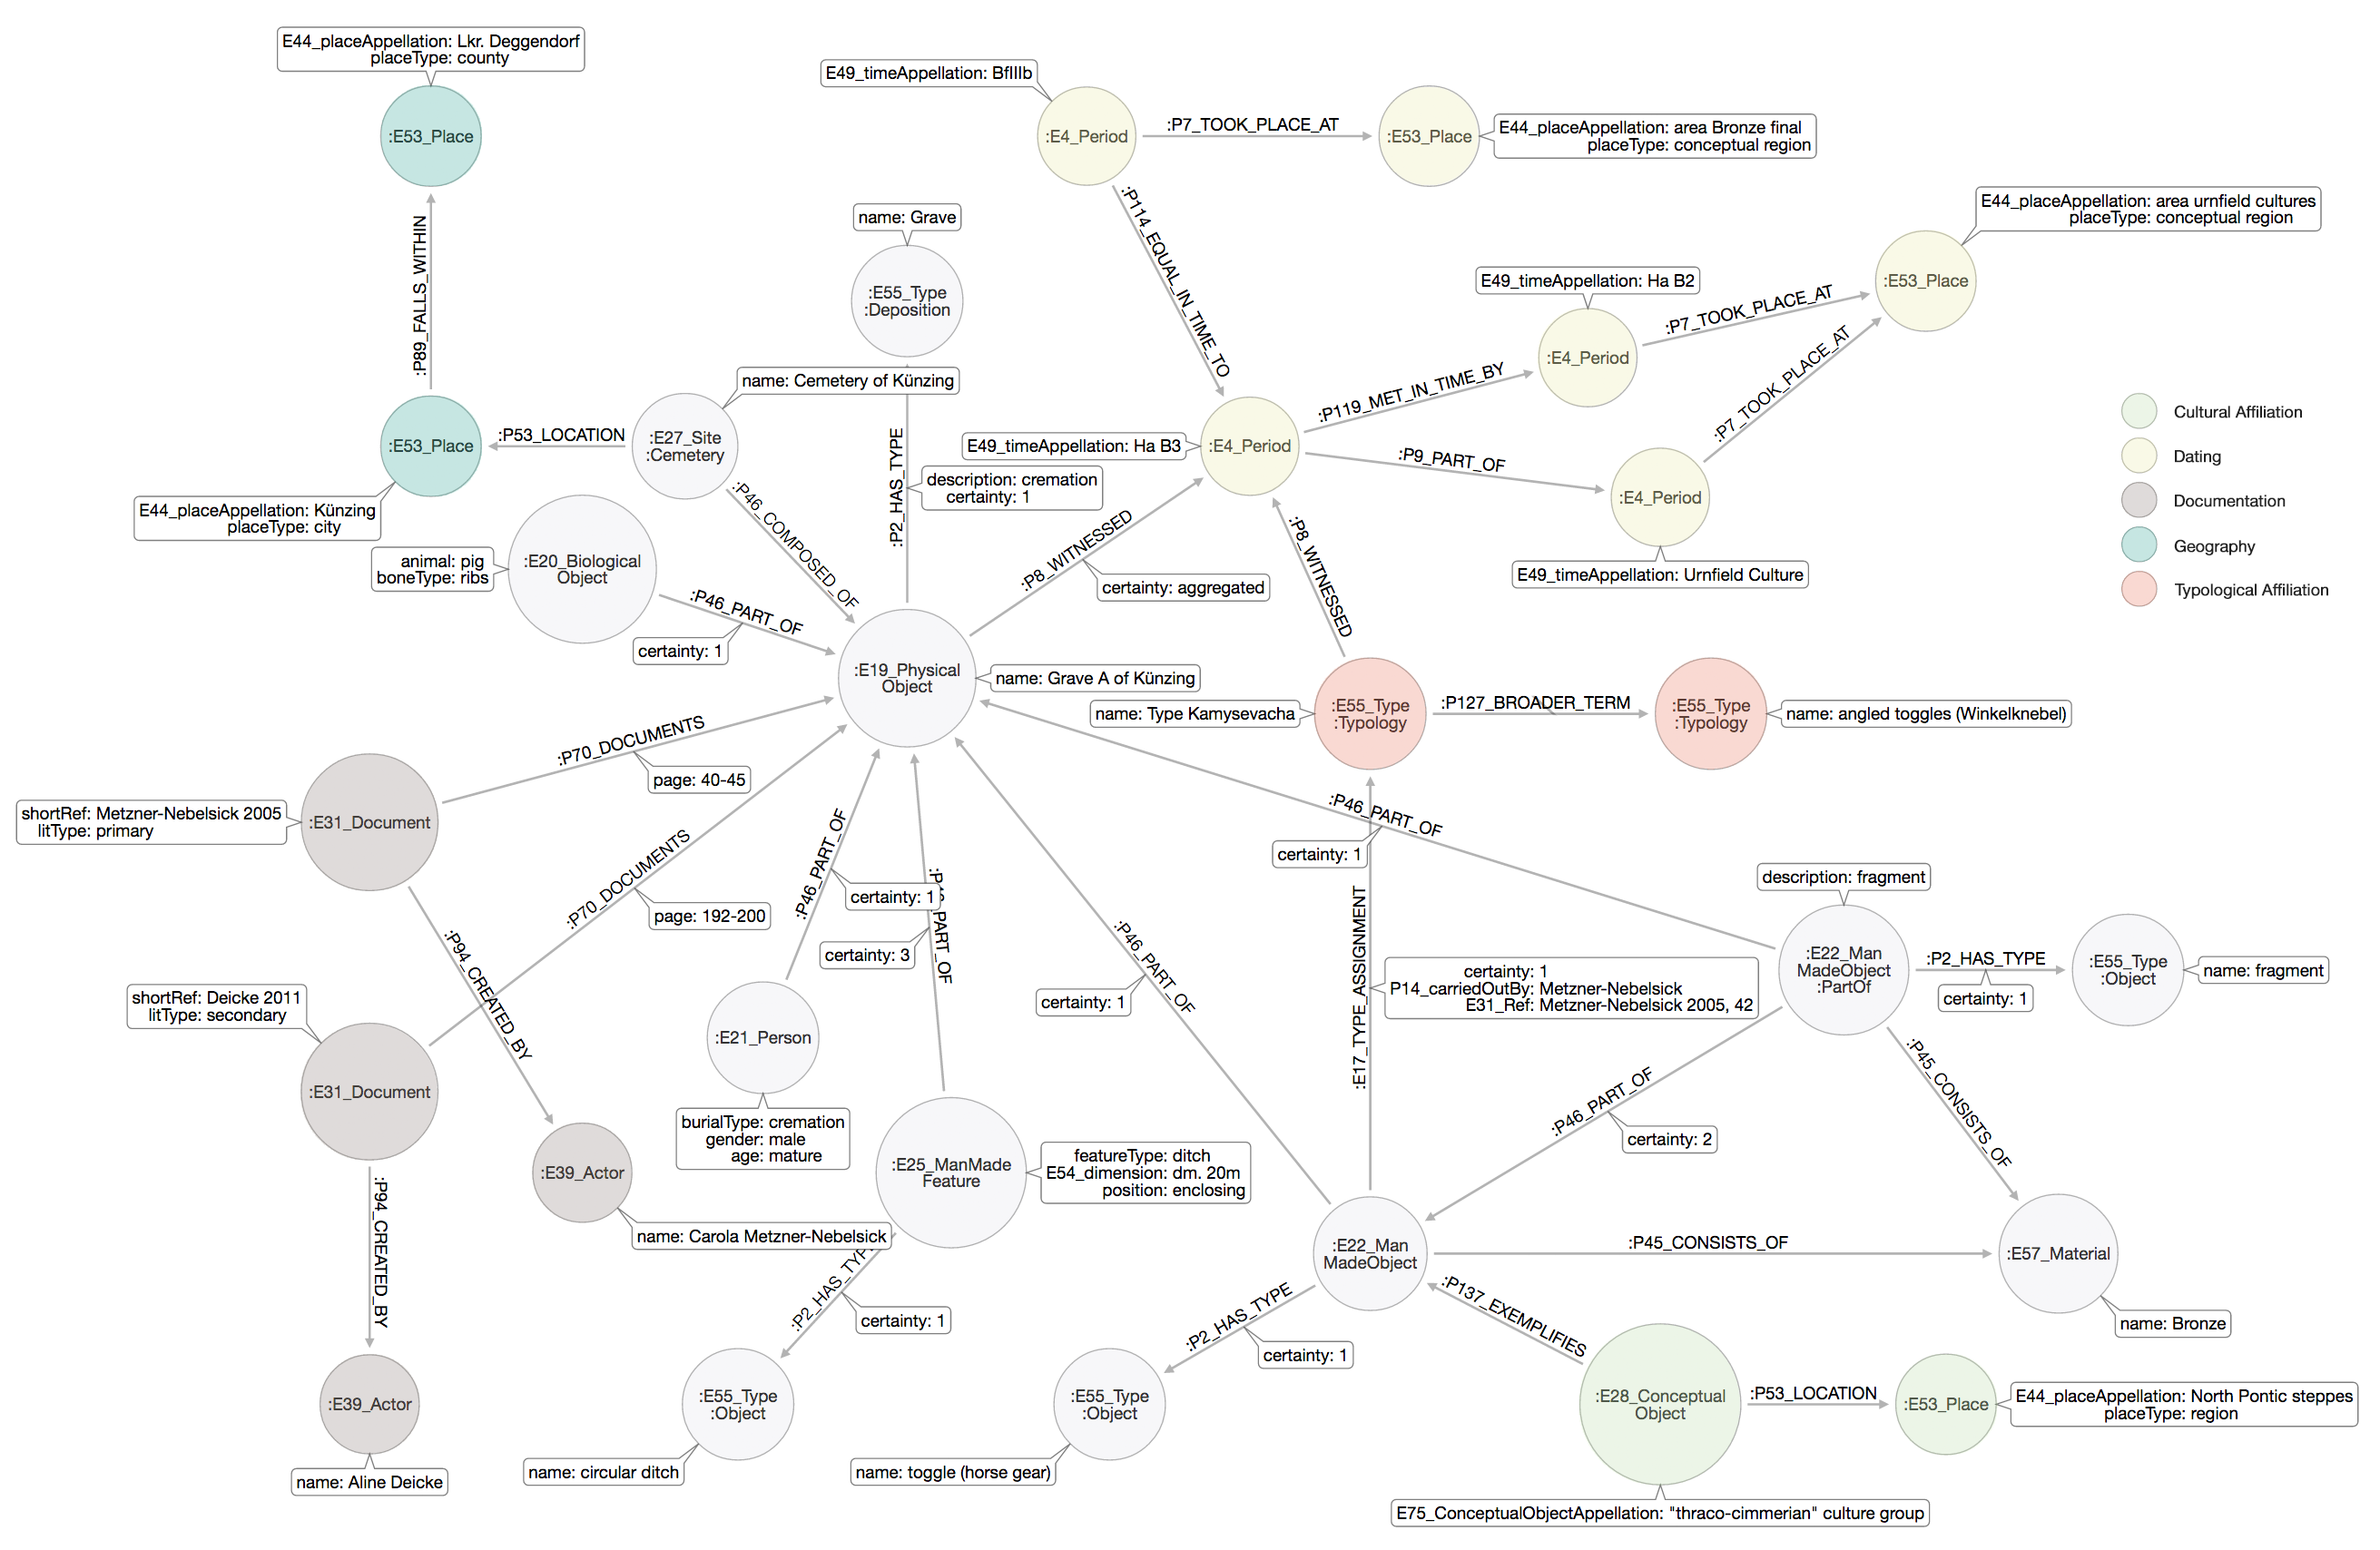 E44_placeAppellation: Lkr. Deggendorf
placeType: county
:E53_Place
E49_timeAppellation: BfIIIb
:E4_Period
:P7_TOOK_PLACE_AT
:E53_Place
E44_placeAppellation: area Bronze final
placeType: conceptual region
:P114_EQUAL_IN_TIME_TO
E44_placeAppellation: area urnfield cultures
placeType: conceptual region
:E53_Place
name: Grave
:E55_Type
:Deposition
:P89_FALLS_WITHIN
E49_timeAppellation: Ha B2
:E4_Period
:P7_TOOK_PLACE_AT
:P7_TOOK_PLACE_AT
name: Cemetery of Künzing
:E53_Place
:P53_LOCATION
:E27_Site
:Cemetery
:P2_HAS_TYPE
E49_timeAppellation: Ha B3
:E4_Period
:P119_MET_IN_TIME_BY
:P9_PART_OF
:E4_Period
E49_timeAppellation: Urnfield Culture
description: cremation
certainty: 1
E44_placeAppellation: Künzing
placeType: city
:P46_COMPOSED_OF
Cultural Affiliation
Dating
Documentation
Geography
Typological Affiliation
animal: pig
boneType: ribs
:E20_Biological
Object
:P46_PART_OF
certainty: 1
:P8_WITNESSED
certainty: aggregated
:P8_WITNESSED
:E19_Physical
Object
name: Grave A of Künzing
name: Type Kamysevacha
:E55_Type
:Typology
:P127_BROADER_TERM
:E55_Type
:Typology
name: angled toggles (Winkelknebel)
:P70_DOCUMENTS
page: 40-45
shortRef: Metzner-Nebelsick 2005
litType: primary
:E31_Document
:P70_DOCUMENTS
page: 192-200
:P46_PART_OF
certainty: 1
:P46_PART_OF
certainty: 3
:P46_PART_OF
certainty: 1
:P46_PART_OF
certainty: 1
:E17_TYPE_ASSIGNMENT
certainty: 1
P14_carriedOutBy: Metzner-Nebelsick
E31_Ref: Metzner-Nebelsick 2005, 42
description: fragment
:E22_Man
MadeObject
:PartOf
:P2_HAS_TYPE
certainty: 1
:E55_Type
:Object
name: fragment
:P94_CREATED_BY
shortRef: Deicke 2011
litType: secondary
:E31_Document
:E21_Person
burialType: cremation
gender: male
age: mature
:P46_PART_OF
certainty: 2
:P45_CONSISTS_OF
:E39_Actor
name: Carola Metzner-Nebelsick
:E25_ManMade
Feature
featureType: ditch
E54_dimension: dm. 20m
position: enclosing
:P94_CREATED_BY
:P2_HAS_TYPE
certainty: 1
:E22_Man
MadeObject
:P45_CONSISTS_OF
:E57_Material
name: Bronze
:P2_HAS_TYPE
certainty: 1
:P137_EXEMPLIFIES
:E39_Actor
name: Aline Deicke
:E55_Type
:Object
name: circular ditch
:E55_Type
:Object
name: toggle (horse gear)
:E28_Conceptual
Object
:P53_LOCATION
:E53_Place
E44_placeAppellation: North Pontic steppes
placeType: region
E75_ConceptualObjectAppellation: "thraco-cimmerian" culture group